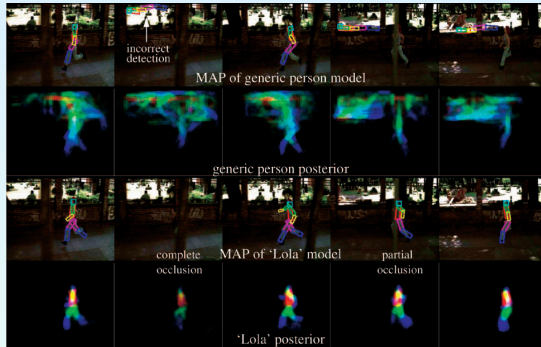 incorrect
detection
MAP of generic person model
generic person posterior
complete
occlusion
MAP of 'Lola' model
partial
occlusion
'Lola' posterior